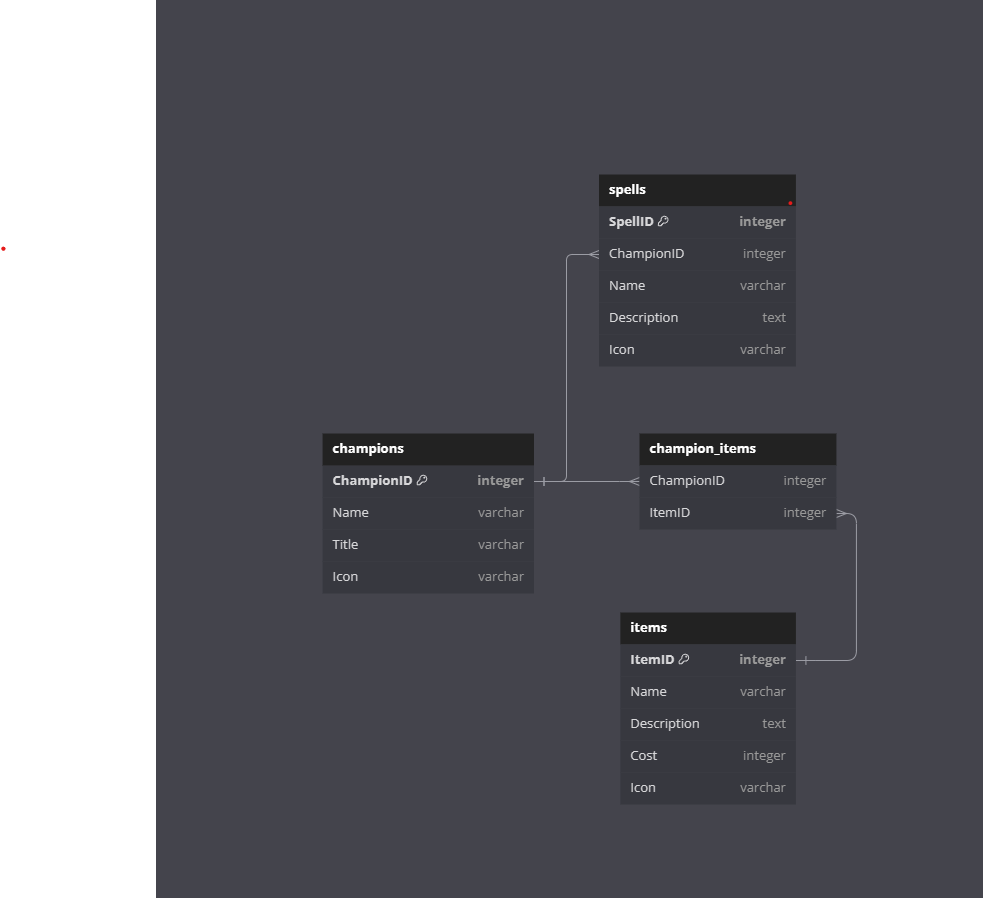 spells
SpellID integer
ChampionID integer
Name varchar
Description text
Icon varchar
champions
ChampionID integer
Name varchar
Title varchar
Icon varchar
champion_items
ChampionID integer
ItemID integer
items
ItemID integer
Name varchar
Description text
Cost integer
Icon varchar